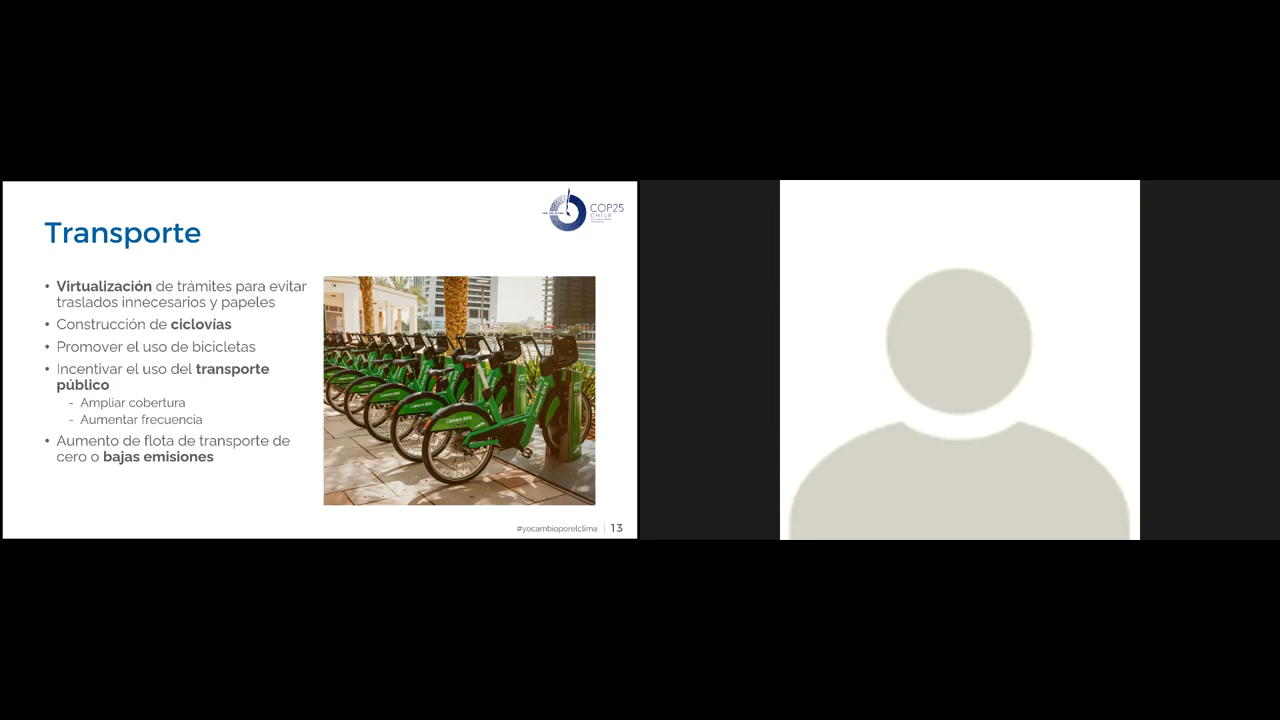 COP25
CHILE
Transporte
• Virtualización de trámites para evitar
traslados innecesarios y papeles
• Construcción de ciclovías
• Promover el uso de bicicletas
• Incentivar el uso del transporte
público
- Ampliar cobertura
- Aumentar frecuencia
• Aumento de flota de transporte de
cero o bajas emisiones
#yocambioporelclima | 13